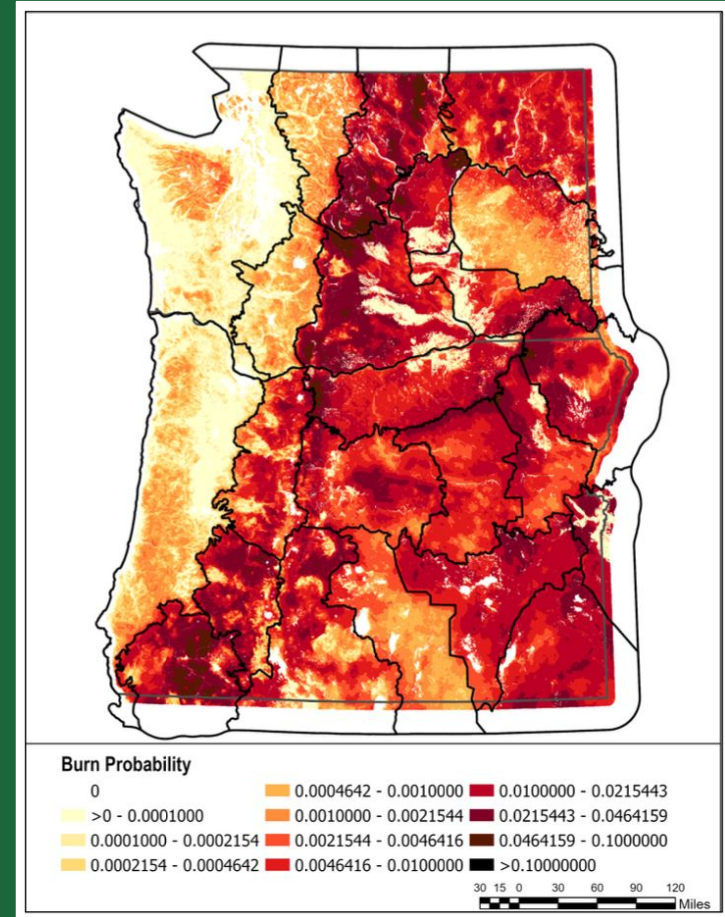 Burn Probability
0
>0 - 0.0001000
0.0001000 - 0.0002154
0.0002154 - 0.0004642
0.0004642 - 0.0010000
0.0010000 - 0.0021544
0.0021544 - 0.0046416
0.0046416 - 0.0100000
0.0100000 - 0.0215443
0.0215443 - 0.0464159
0.0464159 - 0.1000000
>0.10000000
30 15 0 30 60 90 120
Miles